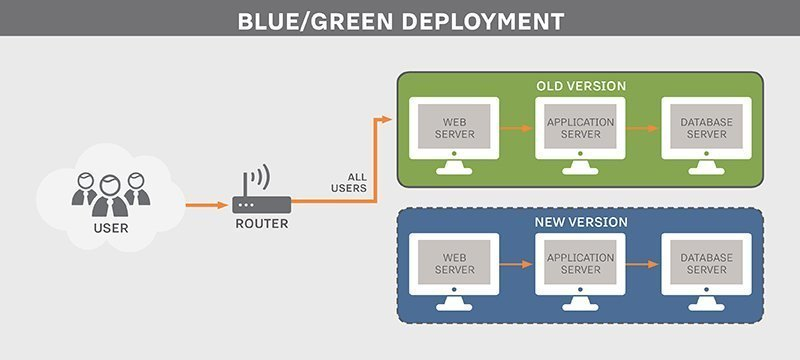 BLUE/GREEN DEPLOYMENT
OLD VERSION
WEB
SERVER
APPLICATION
SERVER
DATABASE
SERVER
ALL
USERS
USER
ROUTER
NEW VERSION
WEB
SERVER
APPLICATION
SERVER
DATABASE
SERVER